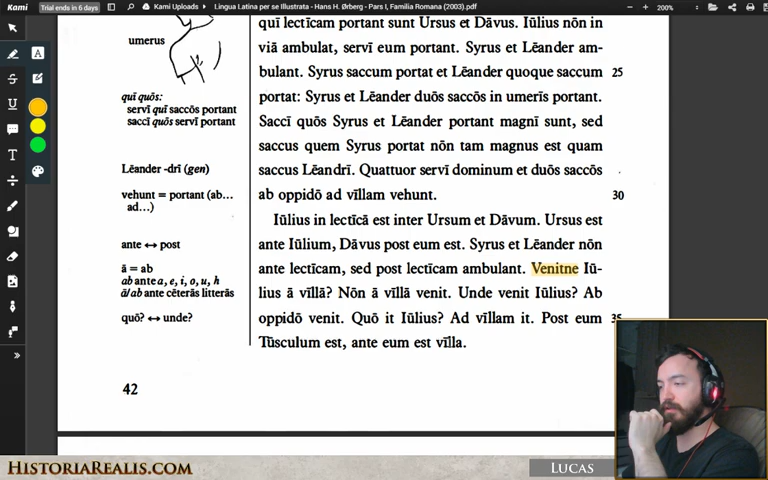 Kami
Trial ends in 6 days
Kami Uploads > Lingua Latina per se Illustrata - Hans H. Ørberg - Pars I, Familia Romana (2003).pdf
200%
umerus
quī quōs:
servī quī saccōs portant
saccī quōs servī portant
Lēander -drī (gen)
vehunt = portant (ab...
ad...)
ante ↔ post
ā = ab
ab ante a, e, i, o, u, h
ā/ab ante cēterās litterās
quō? ↔ unde?
quī lectīcam portant sunt Ursus et Dāvus. Iūlius nōn in
viā ambulat, servī eum portant. Syrus et Lēander am-
bulant. Syrus saccum portat et Lēander quoque saccum
25
portat: Syrus et Lēander duōs saccōs in umerīs portant.
Saccī quōs Syrus et Lēander portant magnī sunt, sed
saccus quem Syrus portat nōn tam magnus est quam
saccus Lēandrī. Quattuor servī dominum et duōs saccōs
ab oppidō ad vīllam vehunt.
30
Iūlius in lectīcā est inter Ursum et Dāvum. Ursus est
ante Iūlium, Dāvus post eum est. Syrus et Lēander nōn
ante lectīcam, sed post lectīcam ambulant. Venitne Iū-
lius ā vīllā? Nōn ā vīllā venit. Unde venit Iūlius? Ab
oppidō venit. Quō it Iūlius? Ad vīllam it. Post eum
Tūsculum est, ante eum est vīlla.
42
HISTORIAREALIS.COM
LUCAS